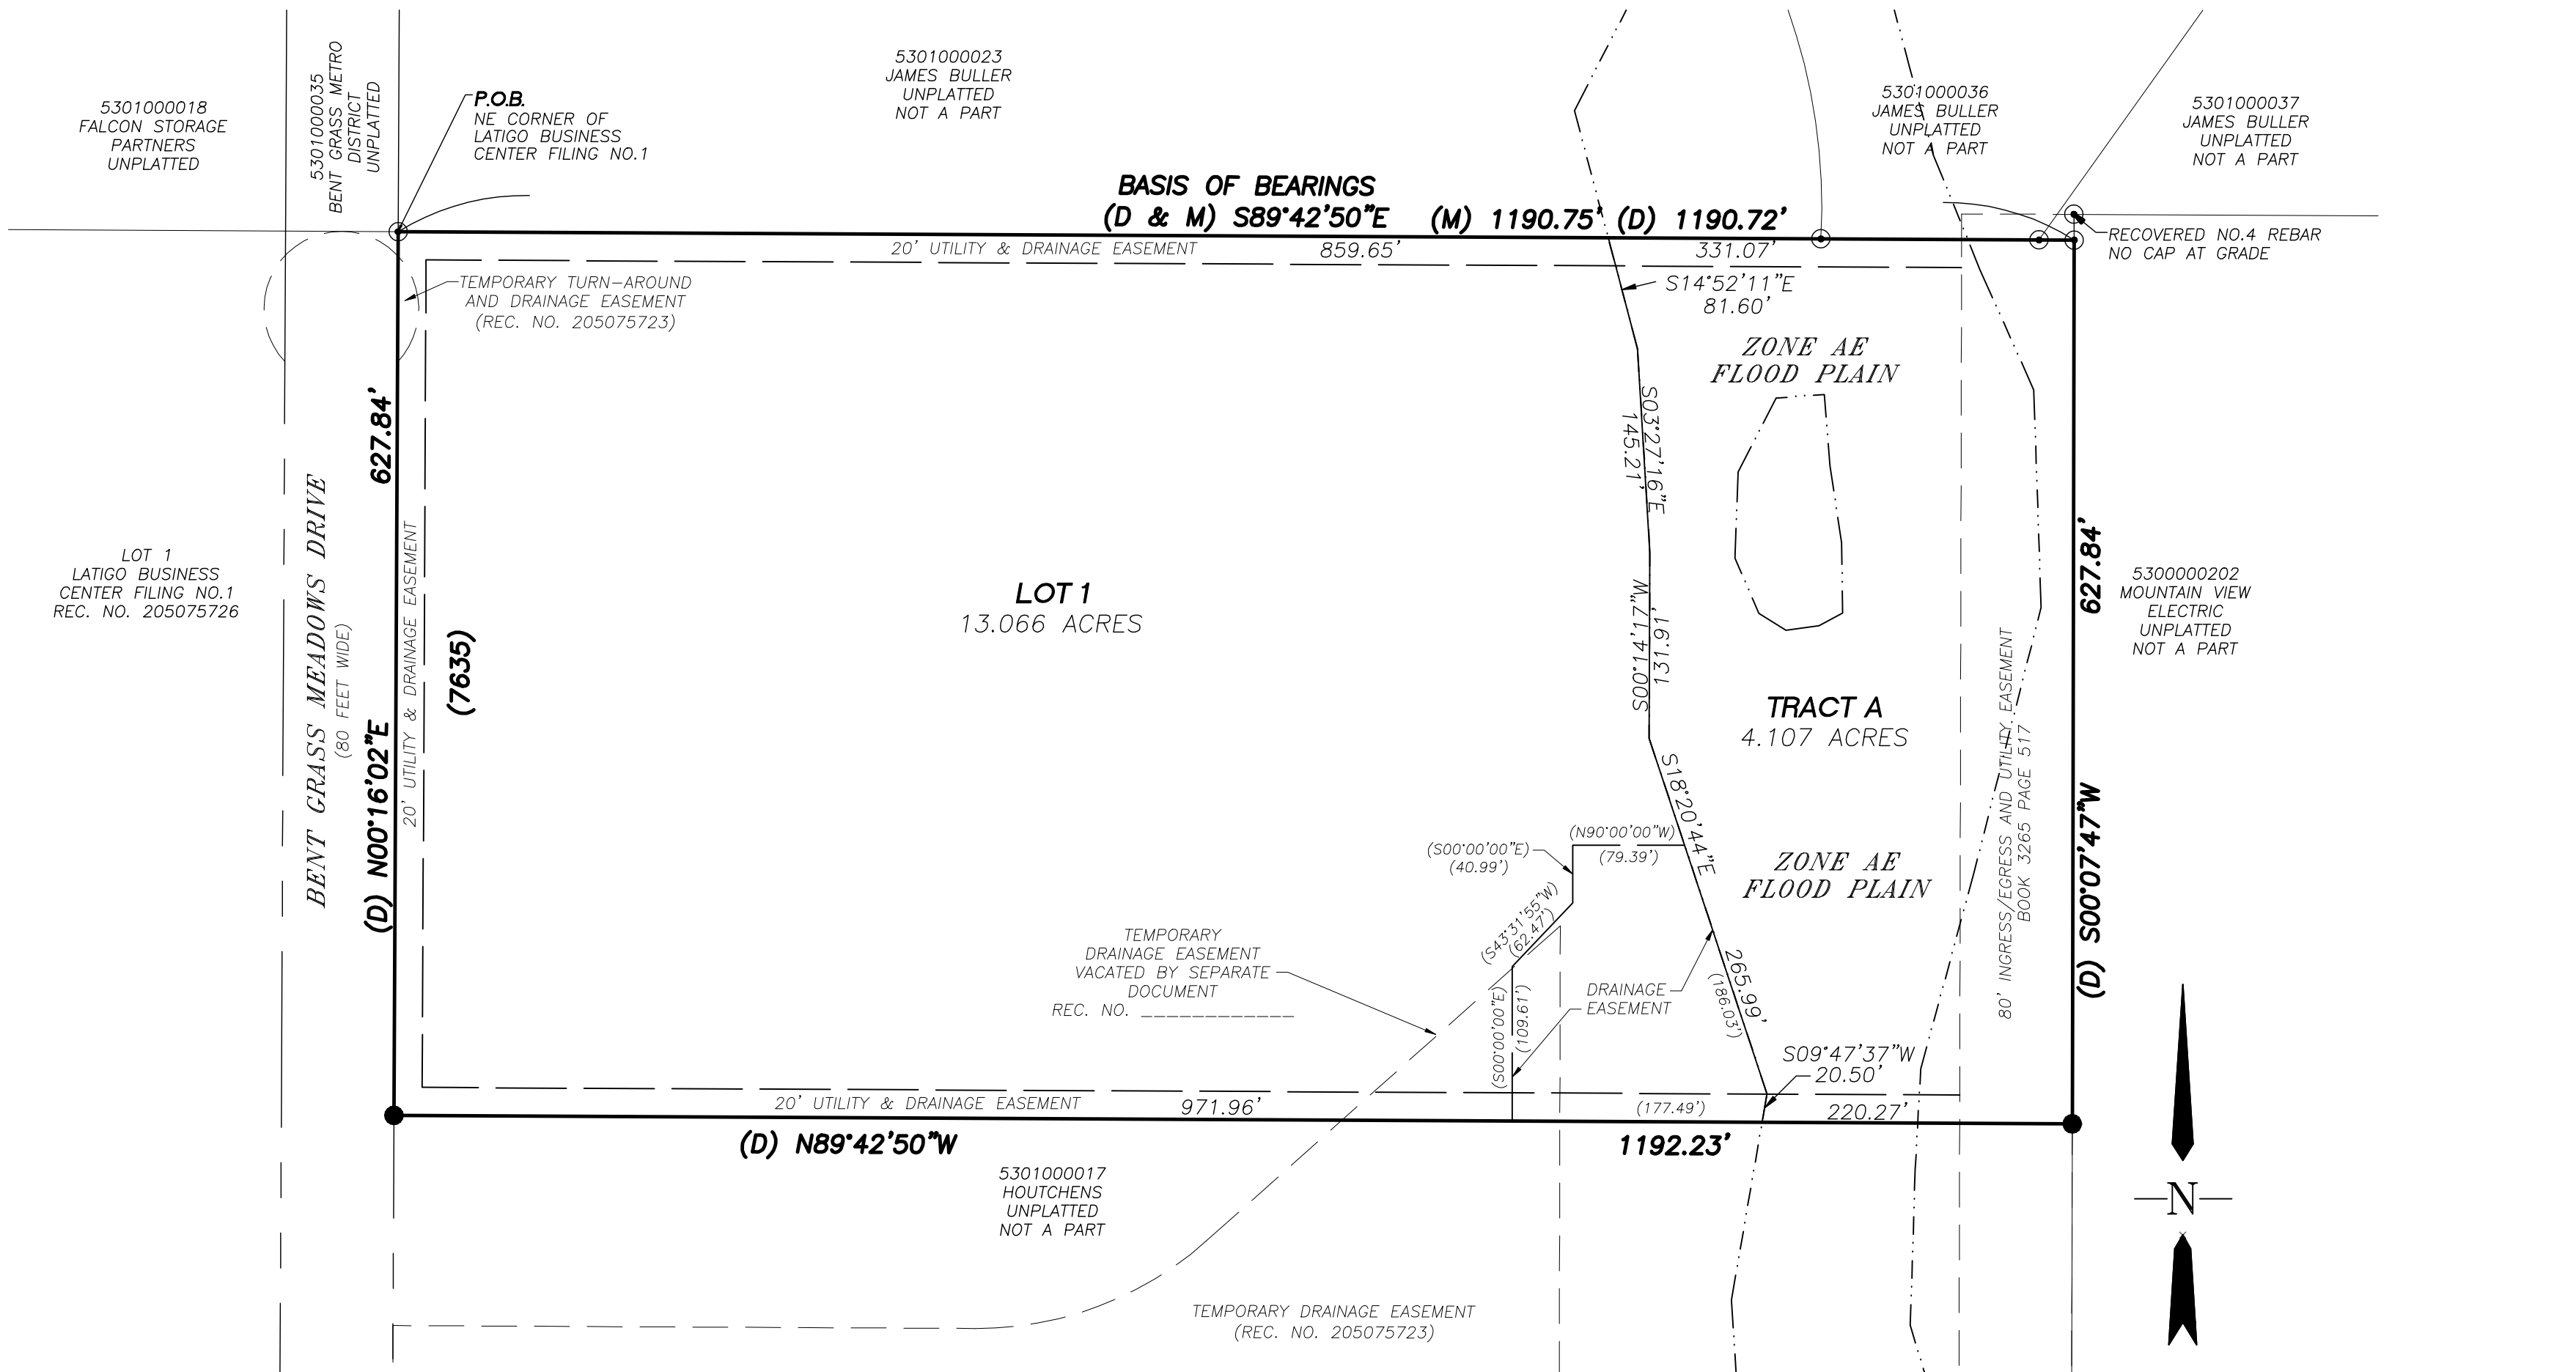 5301000018
FALCON STORAGE
PARTNERS
UNPLATTED
5301000035
BENT GRASS METRO
DISTRICT
UNPLATTED
P.O.B.
NE CORNER OF
LATIGO BUSINESS
CENTER FILING NO.1
5301000023
JAMES BULLER
UNPLATTED
NOT A PART
5301000036
JAMES BULLER
UNPLATTED
NOT A PART
5301000037
JAMES BULLER
UNPLATTED
NOT A PART
BASIS OF BEARINGS
(D & M) S89°42'50"E (M) 1190.75' (D) 1190.72'
20' UTILITY & DRAINAGE EASEMENT
859.65'
331.07'
RECOVERED NO.4 REBAR
NO CAP AT GRADE
TEMPORARY TURN-AROUND
AND DRAINAGE EASEMENT
(REC. NO. 205075723)
S14°52'11"E
81.60'
ZONE AE
FLOOD PLAIN
627.84'
(D) N00°16'02"E
S03°27'16"E
145.21'
BENT GRASS MEADOWS DRIVE
(80 FEET WIDE)
20' UTILITY & DRAINAGE EASEMENT
(7635)
LOT 1
LATIGO BUSINESS
CENTER FILING NO.1
REC. NO. 205075726
LOT 1
13.066 ACRES
S00°14'17"W
131.91'
TRACT A
4.107 ACRES
80' INGRESS/EGRESS AND UTILITY EASEMENT
BOOK 3265 PAGE 517
627.84'
(D) S00°07'47"W
5300000202
MOUNTAIN VIEW
ELECTRIC
UNPLATTED
NOT A PART
S18°20'44"E
265.99'
(186.03')
(N90°00'00"W)
(79.39')
(S00°00'00"E)
(40.99')
(S43°31'55"W)
(62.47')
(S00°00'00"E)
(109.61')
ZONE AE
FLOOD PLAIN
TEMPORARY
DRAINAGE EASEMENT
VACATED BY SEPARATE
DOCUMENT
REC. NO. ____________
DRAINAGE
EASEMENT
S09°47'37"W
20.50'
20' UTILITY & DRAINAGE EASEMENT
971.96'
(177.49')
220.27'
(D) N89°42'50"W
1192.23'
5301000017
HOUTCHENS
UNPLATTED
NOT A PART
N
TEMPORARY DRAINAGE EASEMENT
(REC. NO. 205075723)